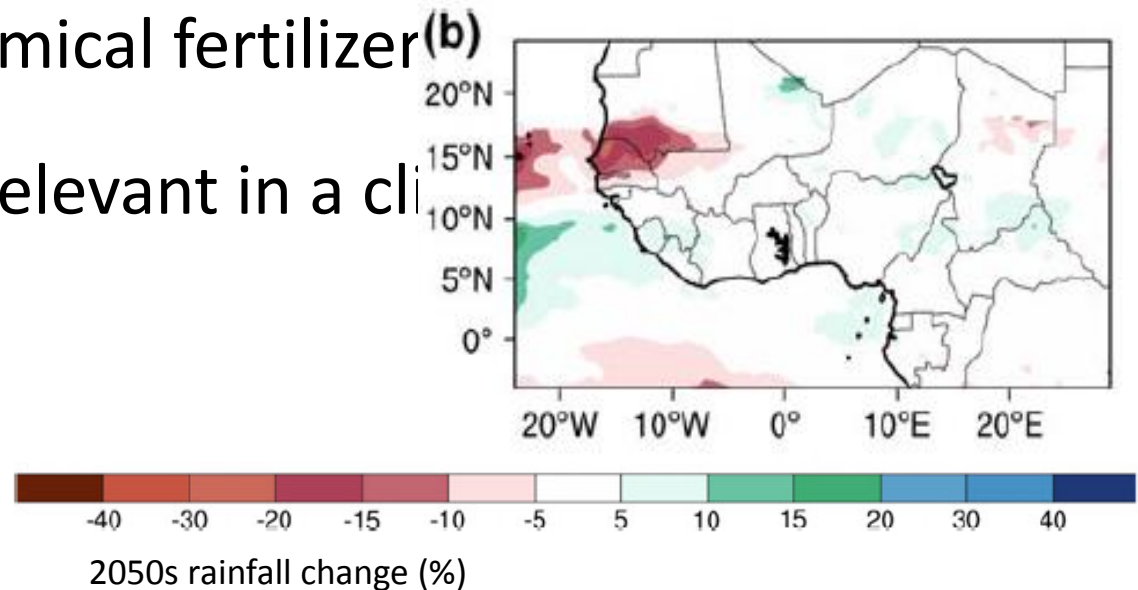 mical fertilizer
(b)
elevant in a cli
20°N
15°N
10°N
5°N
0°
20°W 10°W 0° 10°E 20°E
-40 -30 -20 -15 -10 -5 5 10 15 20 30 40
2050s rainfall change (%)